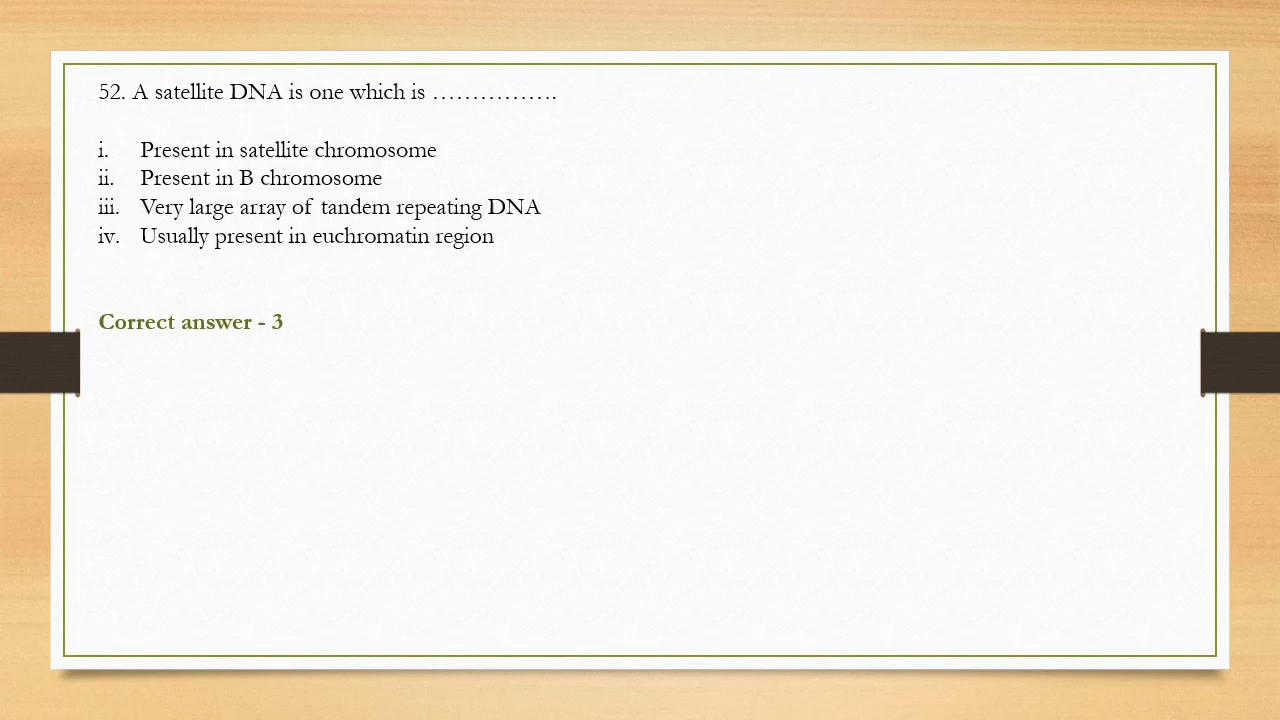 52. A satellite DNA is one which is …………….
i. Present in satellite chromosome
ii. Present in B chromosome
iii. Very large array of tandem repeating DNA
iv. Usually present in euchromatin region
Correct answer - 3